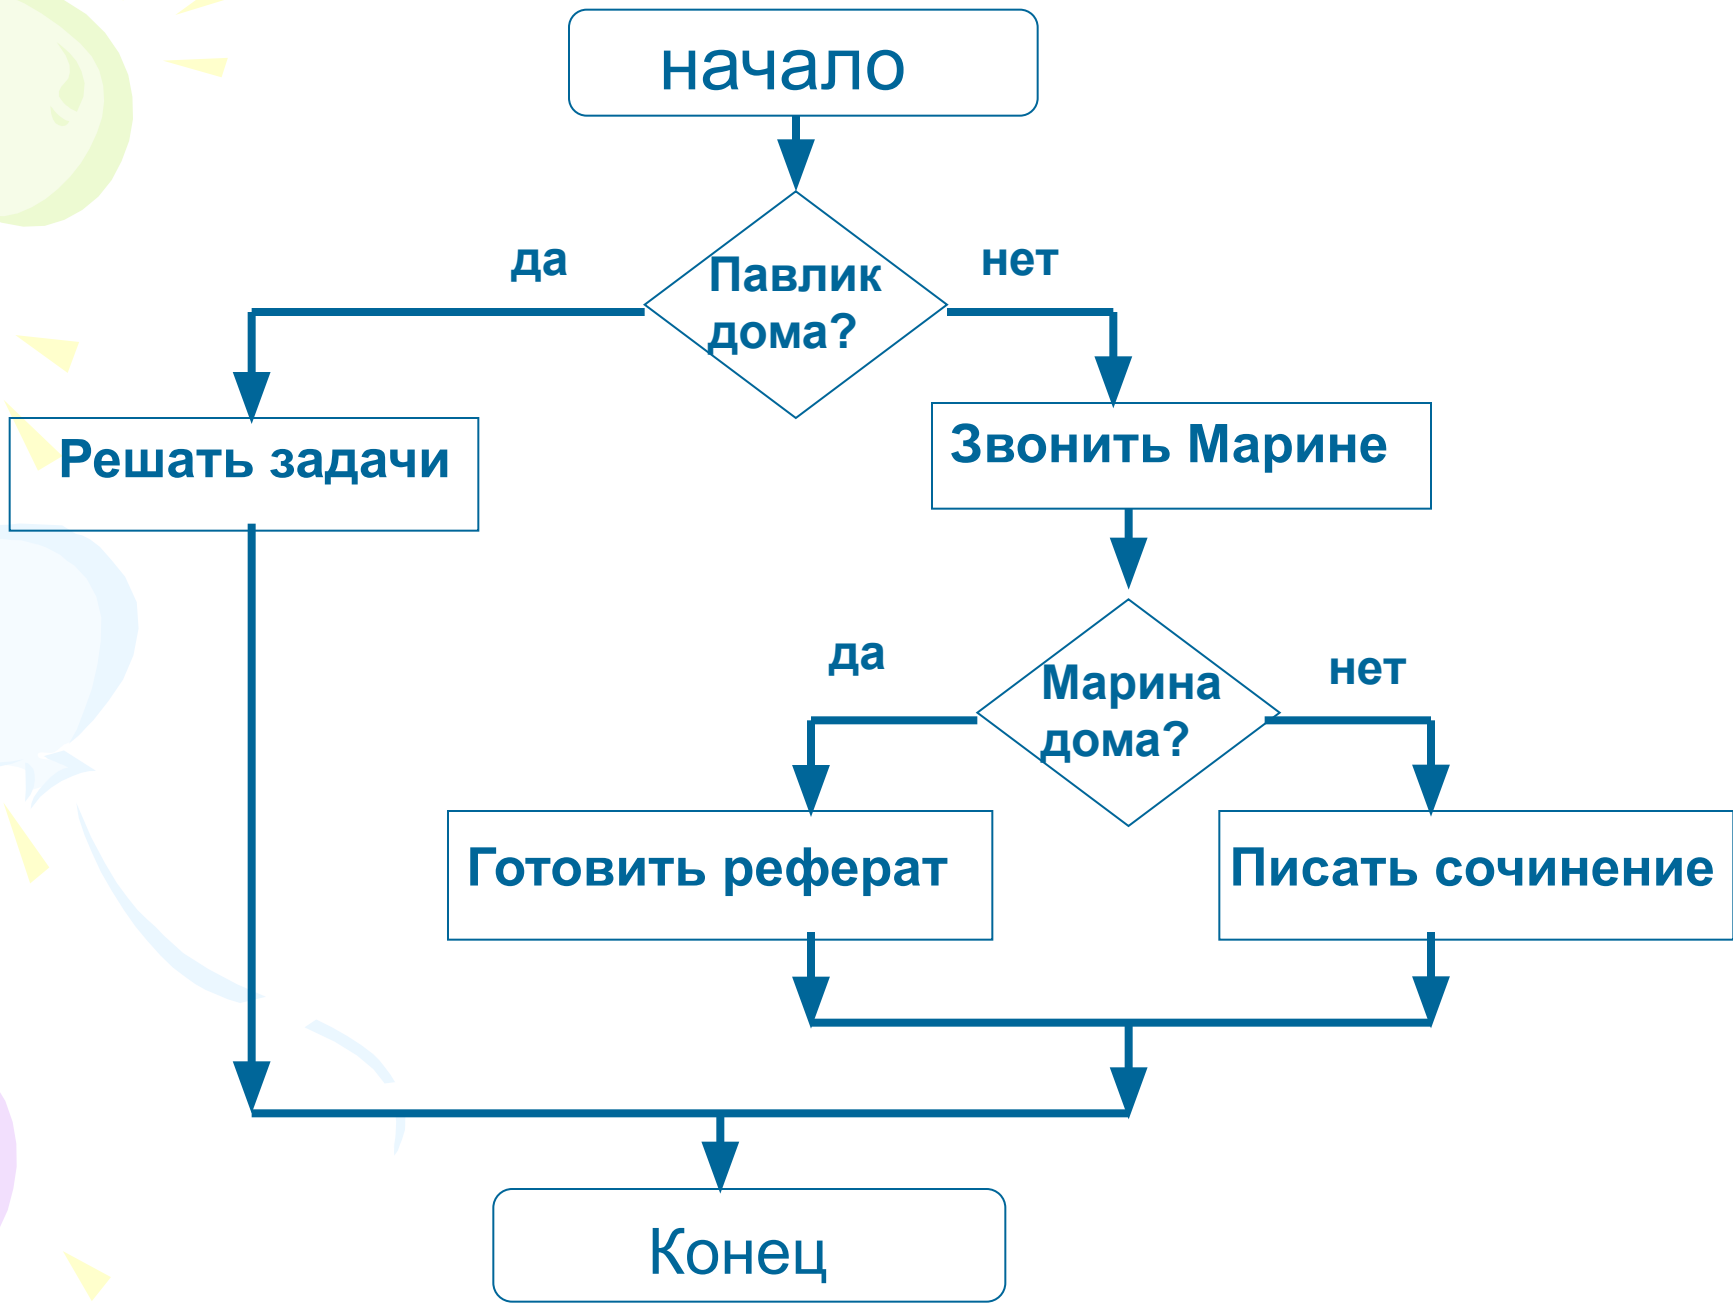 начало
да
нет
Павлик
дома?
Решать задачи
Звонить Марине
да
нет
Марина
дома?
Готовить реферат
Писать сочинение
Конец